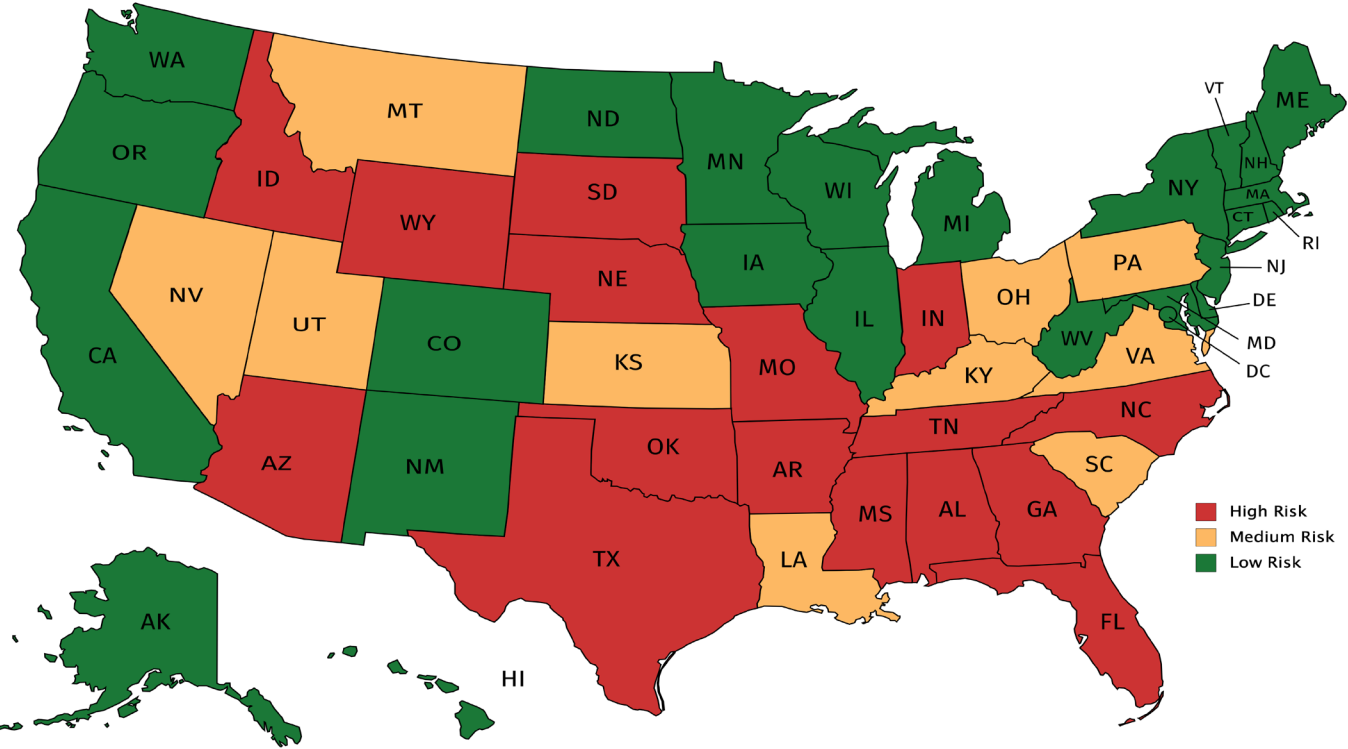 WA
MT
ND
MN
OR
ID
SD
WI
WY
MI
NY
VT
ME
NH
MA
CT
RI
NJ
DE
MD
DC
NE
IA
PA
NV
UT
CO
KS
IL
IN
OH
WV
VA
CA
MO
KY
AZ
NM
OK
AR
TN
NC
SC
MS
AL
GA
TX
LA
FL
AK
HI
High Risk
Medium Risk
Low Risk